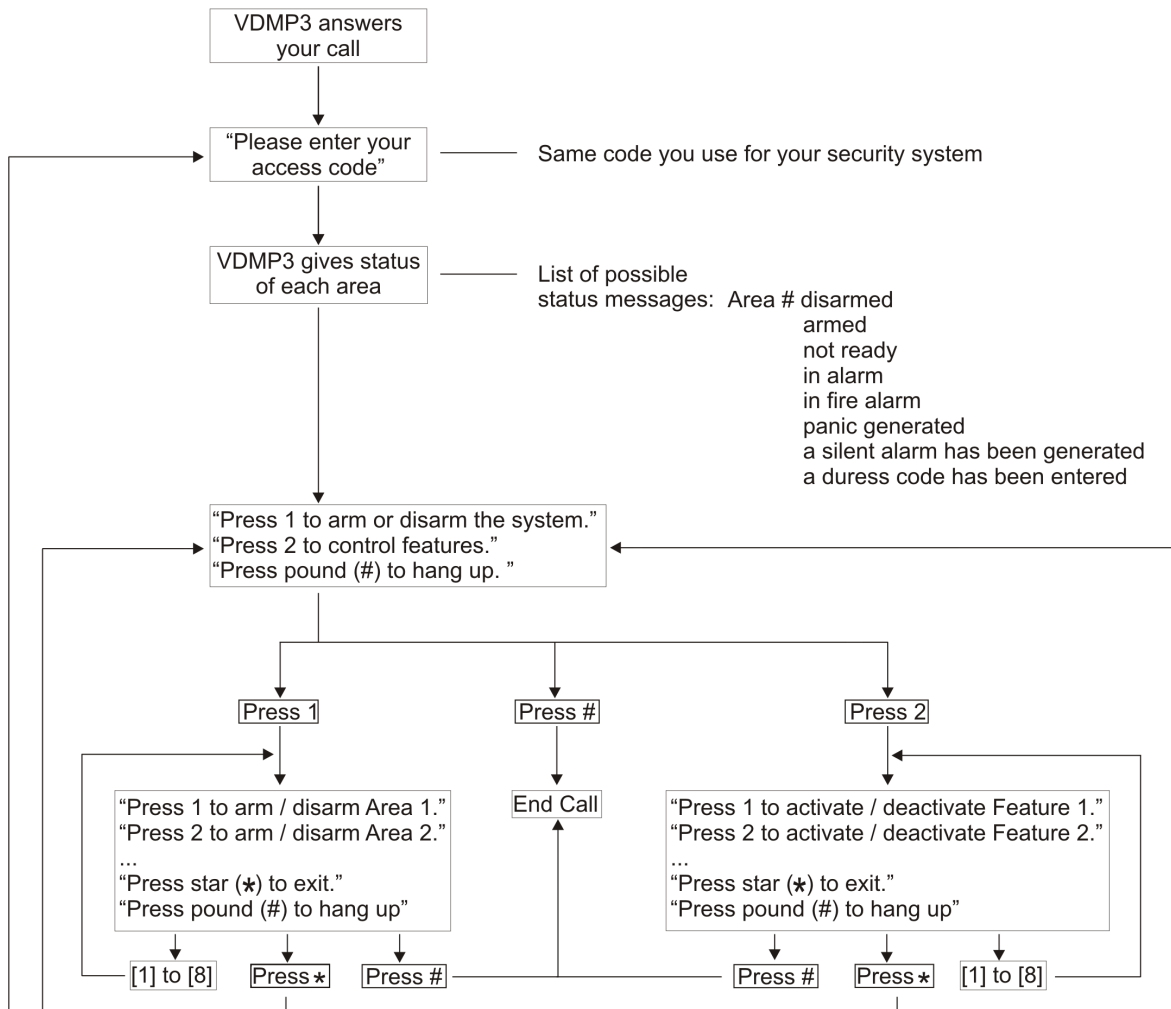 VDMP3 answers
your call
“Please enter your
access code”
Same code you use for your security system
VDMP3 gives status
of each area
List of possible
status messages: Area # disarmed
armed
not ready
in alarm
in fire alarm
panic generated
a silent alarm has been generated
a duress code has been entered
“Press 1 to arm or disarm the system.”
“Press 2 to control features.”
“Press pound (#) to hang up. ”
Press 1
Press #
Press 2
“Press 1 to arm / disarm Area 1.”
“Press 2 to arm / disarm Area 2.”
...
“Press star (*) to exit.”
“Press pound (#) to hang up”
End Call
“Press 1 to activate / deactivate Feature 1.”
“Press 2 to activate / deactivate Feature 2.”
...
“Press star (*) to exit.”
“Press pound (#) to hang up”
[1] to [8]
Press *
Press #
Press #
Press *
[1] to [8]